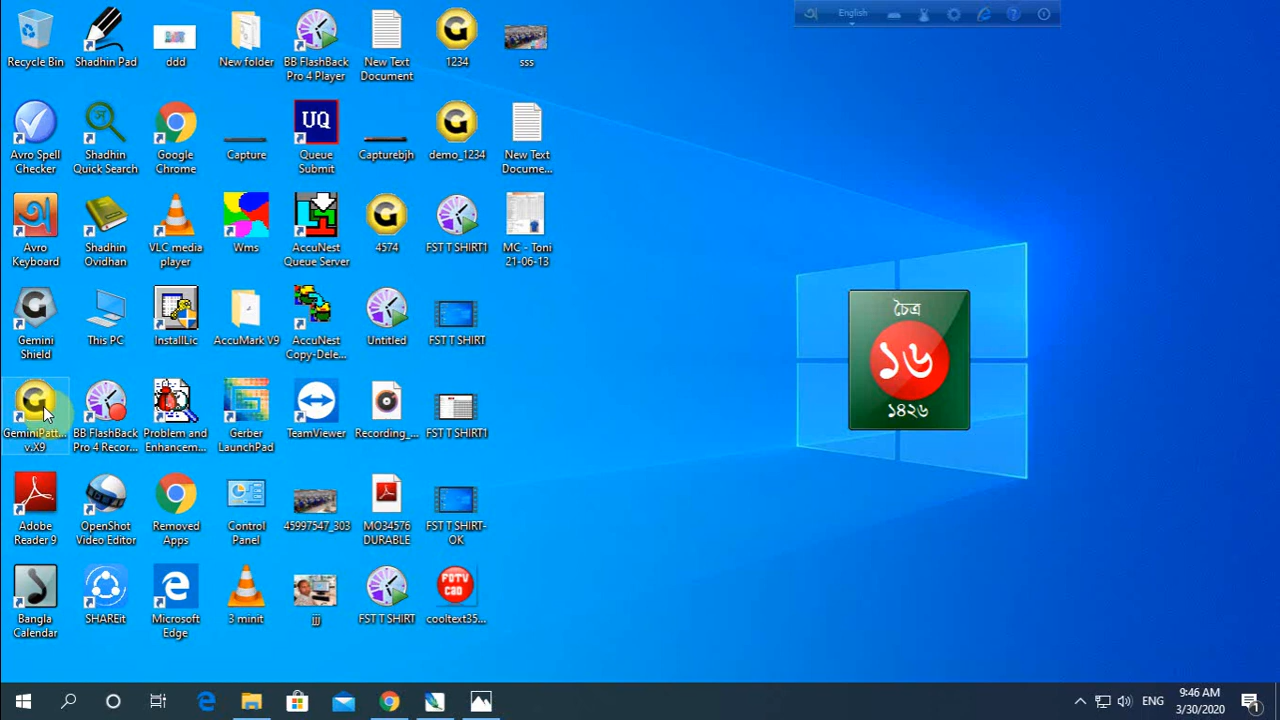 English
Recycle Bin
Shadhin Pad
ddd
New folder
BB FlashBack
Pro 4 Player
New Text
Document
1234
sss
Avro Spell
Checker
Shadhin
Quick Search
Google
Chrome
Capture
UQ
Queue
Submit
Capturebjh
demo_1234
New Text
Docume...
Avro
Keyboard
Shadhin
Ovidhan
VLC media
player
Wms
AccuNest
Queue Server
4574
FST T SHIRT1
MC - Toni
21-06-13
Gemini
Shield
This PC
InstallLic
AccuMark V9
AccuNest
Copy-Dele...
Untitled
FST T SHIRT
চৈত্র
১৬
১৪২৬
GeminiPatt...
v.X9
BB FlashBack
Pro 4 Recor...
Problem and
Enhancem...
Gerber
LaunchPad
TeamViewer
Recording_...
FST T SHIRT1
Adobe
Reader 9
OpenShot
Video Editor
Removed
Apps
Control
Panel
45997547_303
MO34576
DURABLE
FST T SHIRT-
OK
Bangla
Calendar
SHAREit
Microsoft
Edge
3 minit
jjj
FST T SHIRT
FDTV
CAD
cooltext35...
ENG
9:46 AM
3/30/2020
1